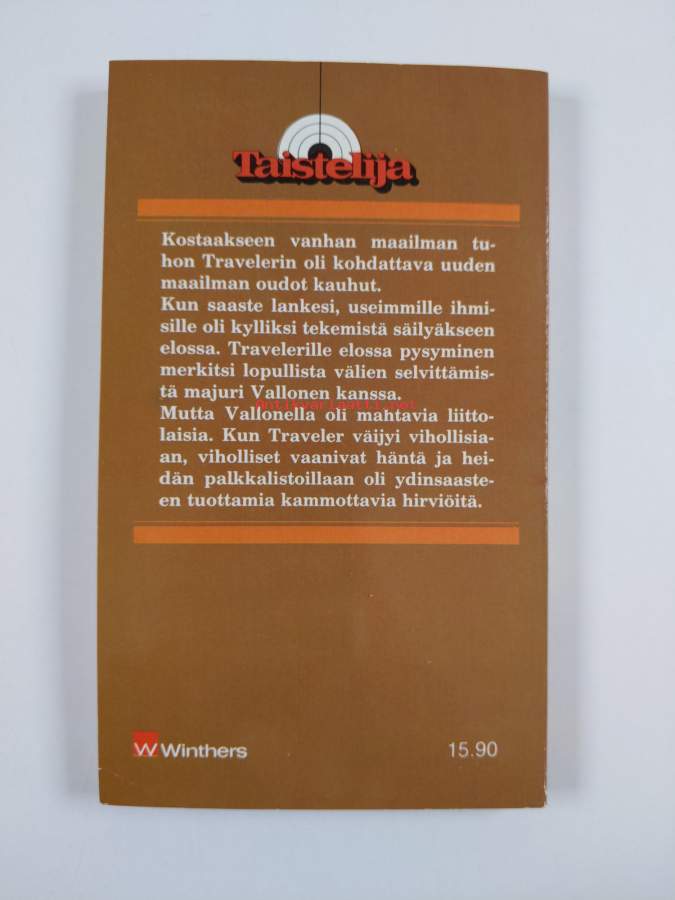 Taistelija
Kostaakseen vanhan maailman tu-
hon Travelerin oli kohdattava uuden
maailman oudot kauhut.
Kun saaste lankesi, useimmille ihmi-
sille oli kylliksi tekemistä säilyäkseen
elossa. Travelerille elossa pysyminen
merkitsi lopullista välien selvittämis-
tä majuri Vallonen kanssa.
Antikvariaatti.net
Mutta Vallonella oli mahtavia liitto-
laisia. Kun Traveler väijyi vihollisia-
an, viholliset vaanivat häntä ja hei-
dän palkkalistoillaan oli ydinsaaste-
en tuottamia kammottavia hirviöitä.
W Winthers
15.90